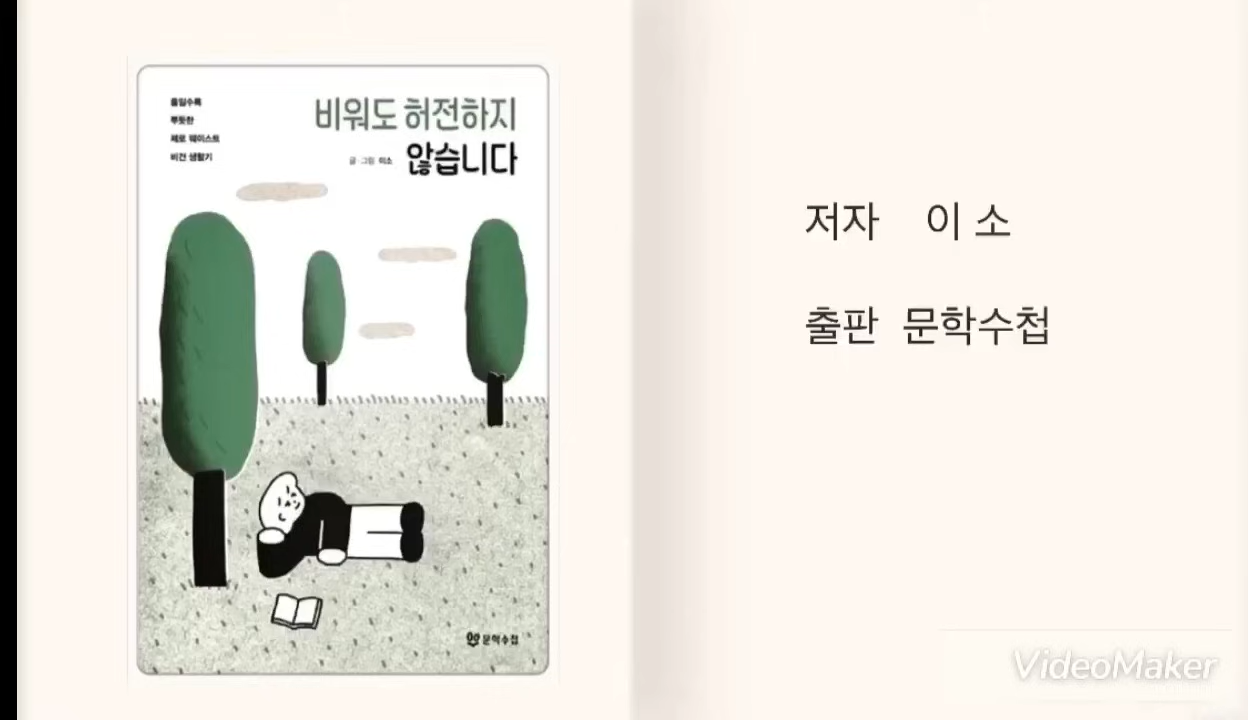 줄일수록
뿌듯한
제로 웨이스트
비건 생활기
비워도 허전하지
글·그림 이소 않습니다
문학수첩
저자 이 소
출판 문학수첩
VideoMaker